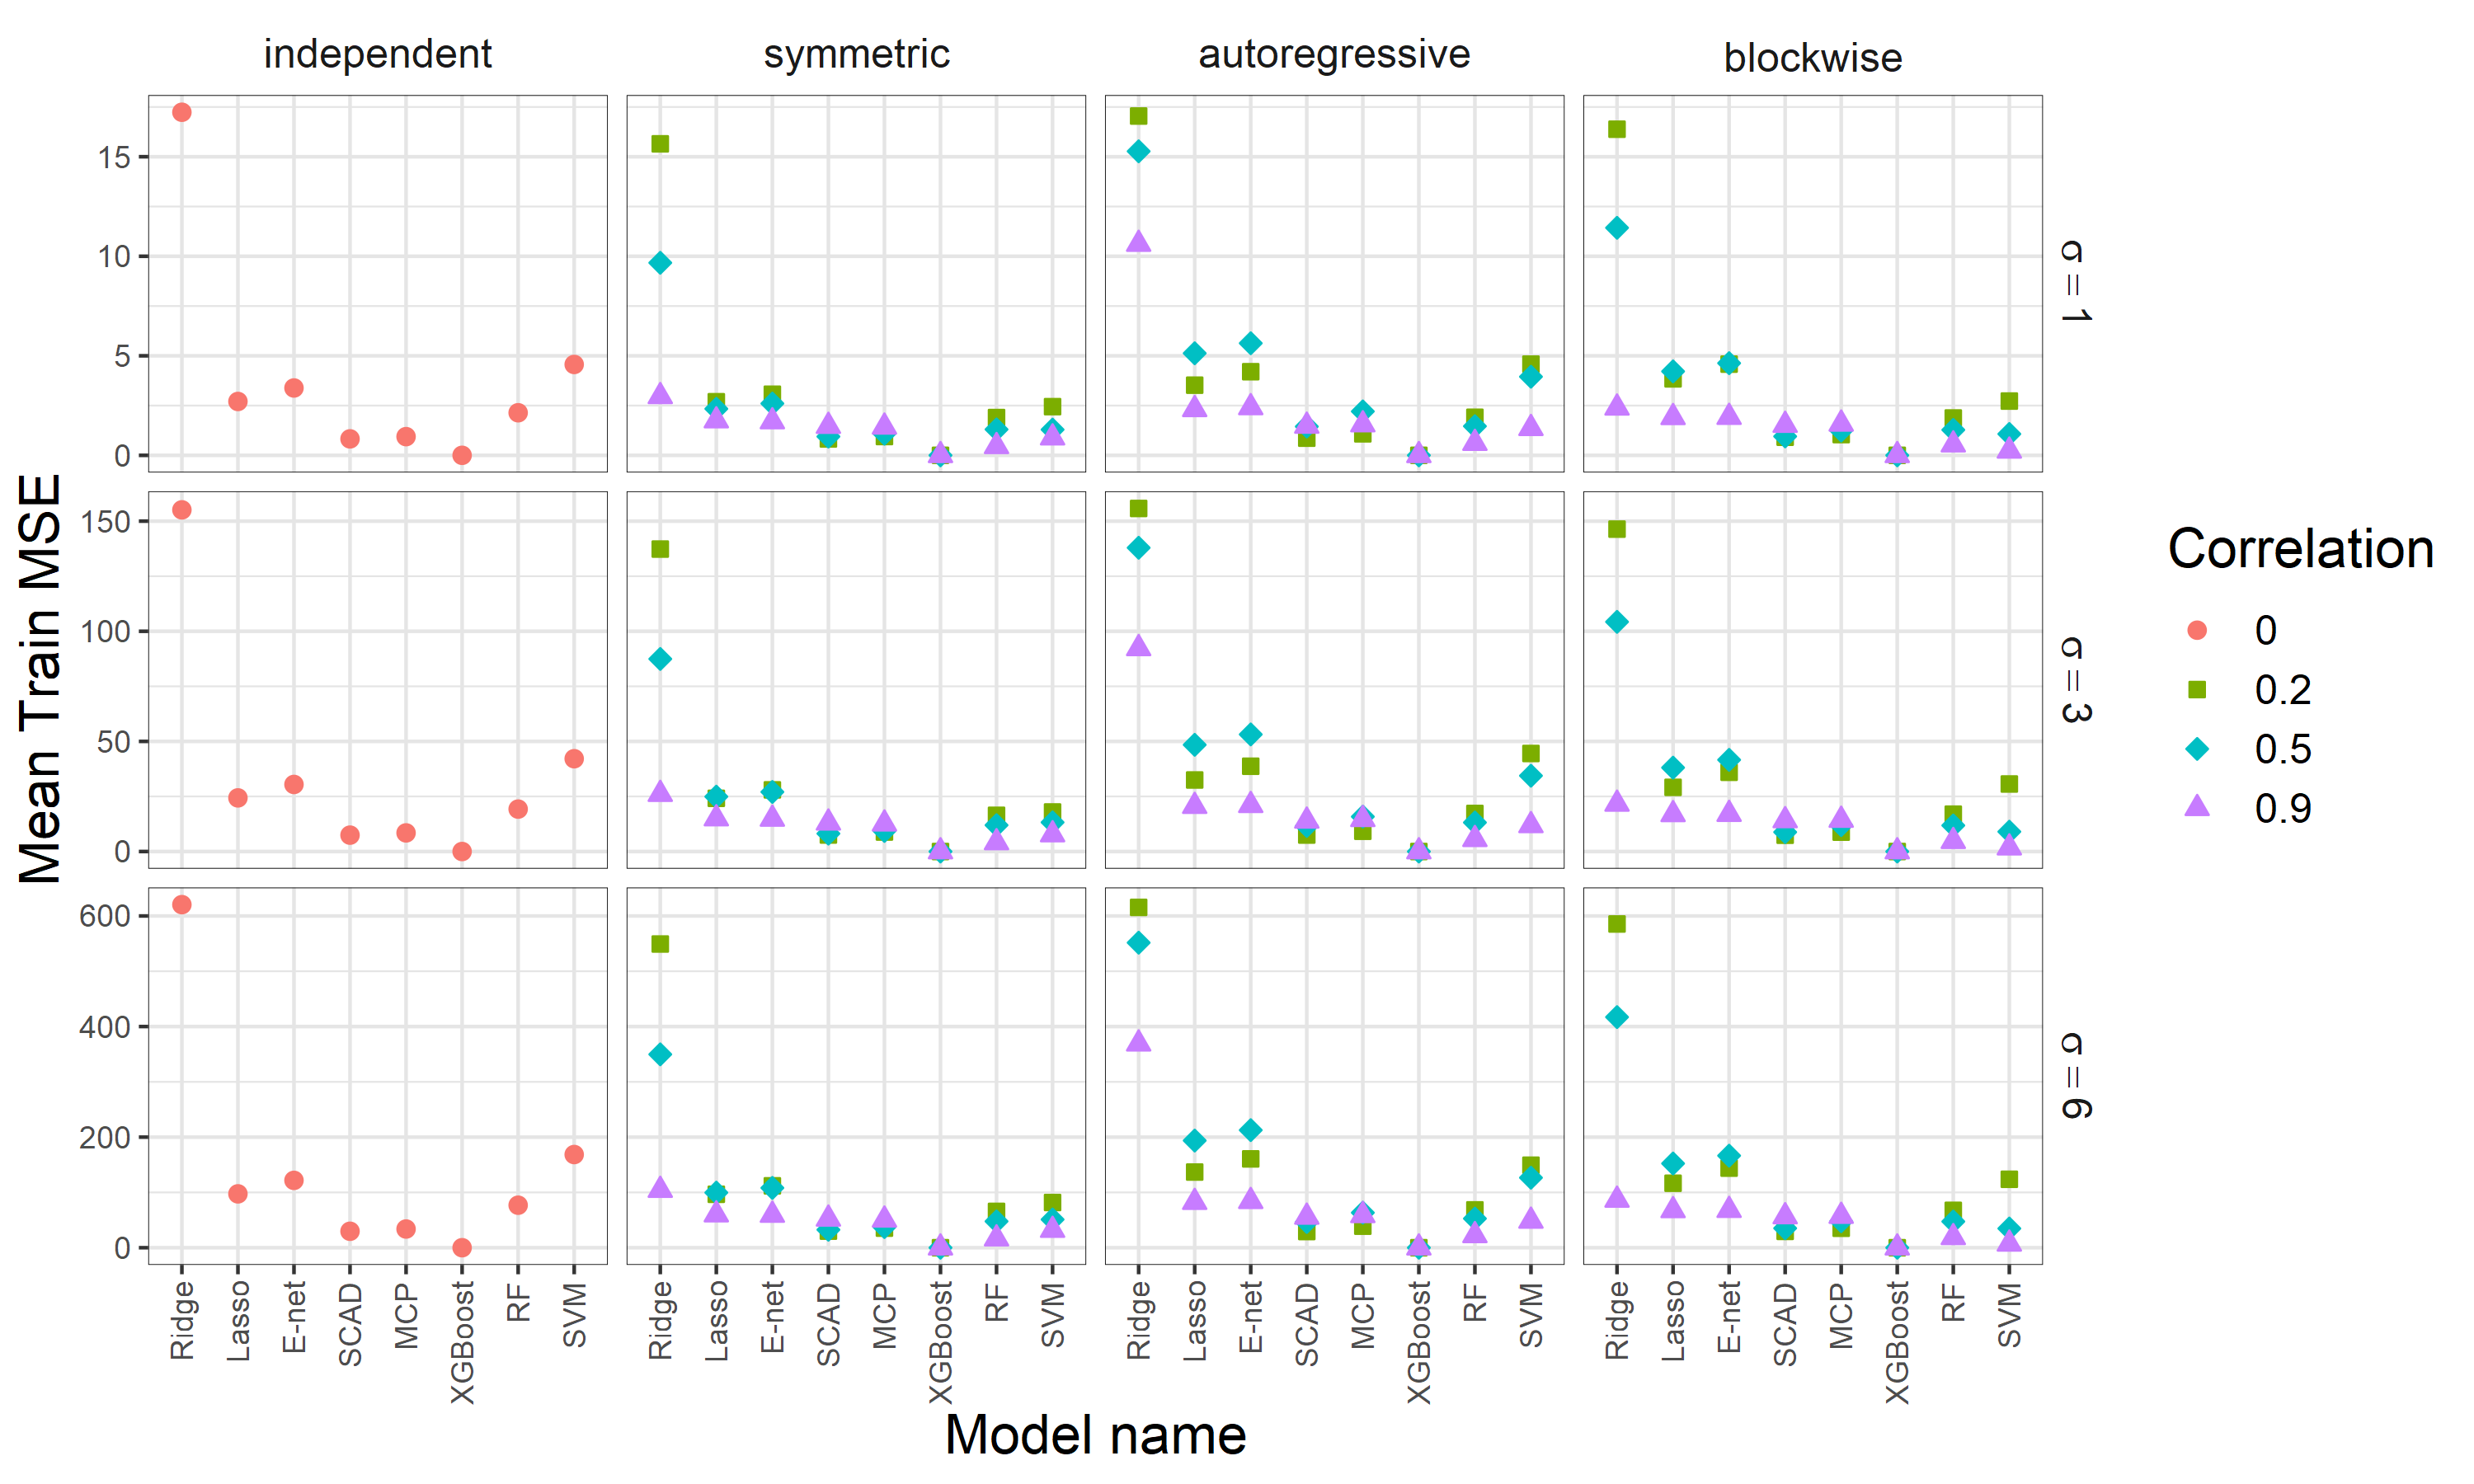 independent symmetric autoregressive blockwise
Mean Train MSE
15
10
5
0
σ = 1
150
100
50
0
σ = 3
600
400
200
0
σ = 6
Ridge Lasso E-net SCAD MCP XGBoost RF SVM
Ridge Lasso E-net SCAD MCP XGBoost RF SVM
Ridge Lasso E-net SCAD MCP XGBoost RF SVM
Ridge Lasso E-net SCAD MCP XGBoost RF SVM
Model name
Correlation
0
0.2
0.5
0.9